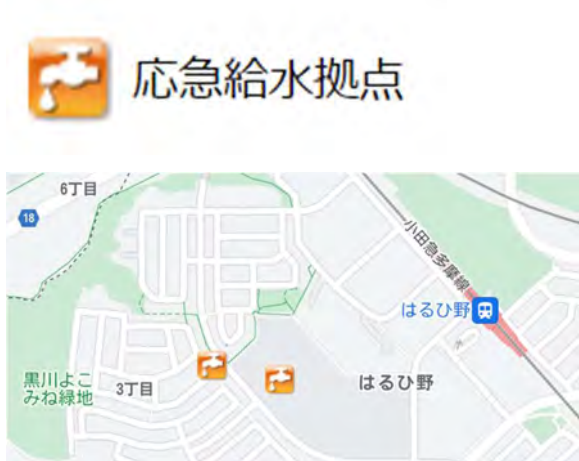 応急給水拠点
6丁目
18
小田急多摩線
はるひ野
黒川よこ
みね緑地
3丁目
はるひ野